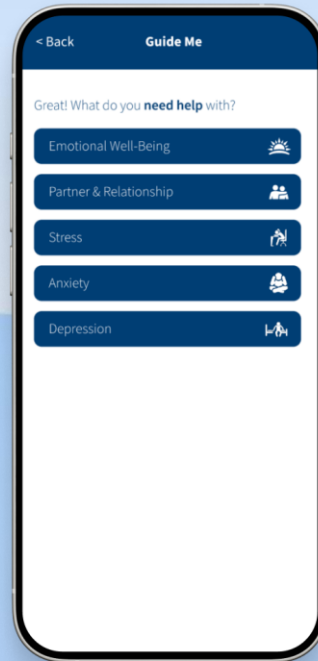 < Back Guide Me
Great! What do you need help with?
Emotional Well-Being
Partner & Relationship
Stress
Anxiety
Depression